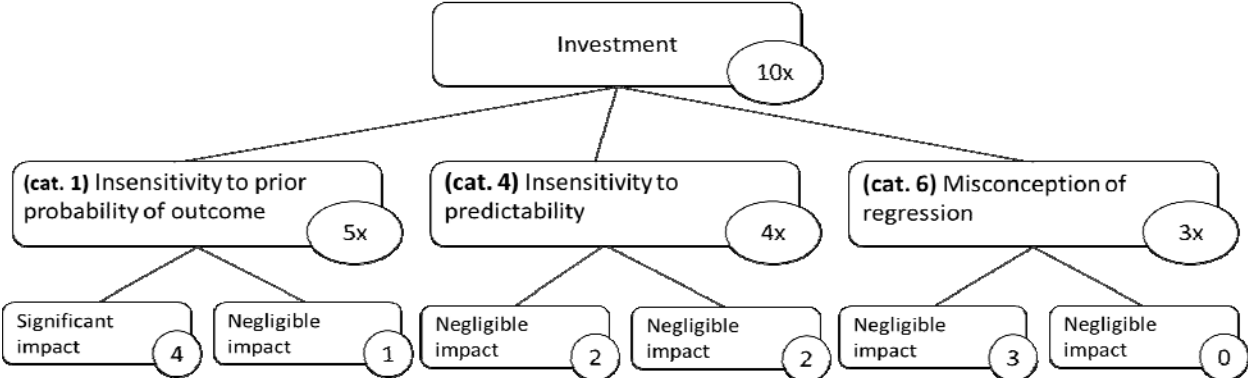 Investment
10x
(cat. 1) Insensitivity to prior
probability of outcome
5x
(cat. 4) Insensitivity to
predictability
4x
(cat. 6) Misconception of
regression
3x
Significant
impact
4
Negligible
impact
1
Negligible
impact
2
Negligible
impact
2
Negligible
impact
3
Negligible
impact
0